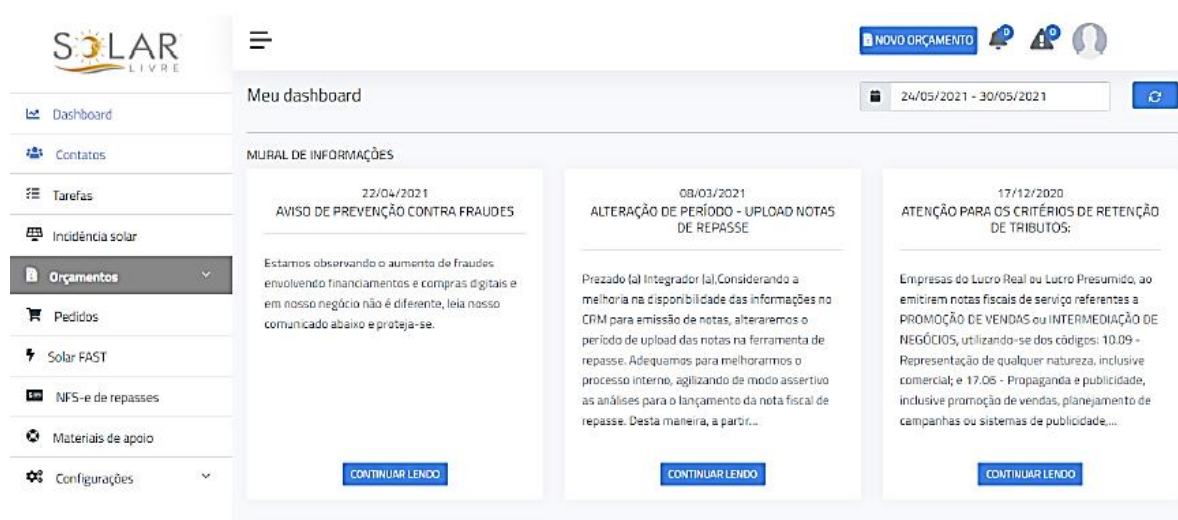 SOLAR
LIVRE
NOVO ORÇAMENTO
0
0
Meu dashboard
24/05/2021 - 30/05/2021
Dashboard
Contatos
Tarefas
Incidência solar
Orçamentos
Pedidos
Solar FAST
NFS-e de repasses
Materiais de apoio
Configurações
MURAL DE INFORMAÇÕES
22/04/2021
AVISO DE PREVENÇÃO CONTRA FRAUDES
Estamos observando o aumento de fraudes
envolvendo financiamentos e compras digitais e
em nosso negócio não é diferente, leia nosso
comunicado abaixo e proteja-se.
CONTINUAR LENDO
08/03/2021
ALTERAÇÃO DE PERÍODO - UPLOAD NOTAS
DE REPASSE
Prezado (a) Integrador (a),Considerando a
melhoria na disponibilidade das informações no
CRM para emissão de notas, alteraremos o
período de upload das notas na ferramenta de
repasse. Adequamos para melhorarmos o
processo interno, agilizando de modo assertivo
as análises para o lançamento da nota fiscal de
repasse. Desta maneira, a partir...
CONTINUAR LENDO
17/12/2020
ATENÇÃO PARA OS CRITÉRIOS DE RETENÇÃO
DE TRIBUTOS:
Empresas do Lucro Real ou Lucro Presumido, ao
emitirem notas fiscais de serviço referentes a
PROMOÇÃO DE VENDAS ou INTERMEDIAÇÃO DE
NEGÓCIOS, utilizando-se dos códigos: 10.09 -
Representação de qualquer natureza, inclusive
comercial; e 17.06 - Propaganda e publicidade,
inclusive promoção de vendas, planejamento de
campanhas ou sistemas de publicidade,...
CONTINUAR LENDO